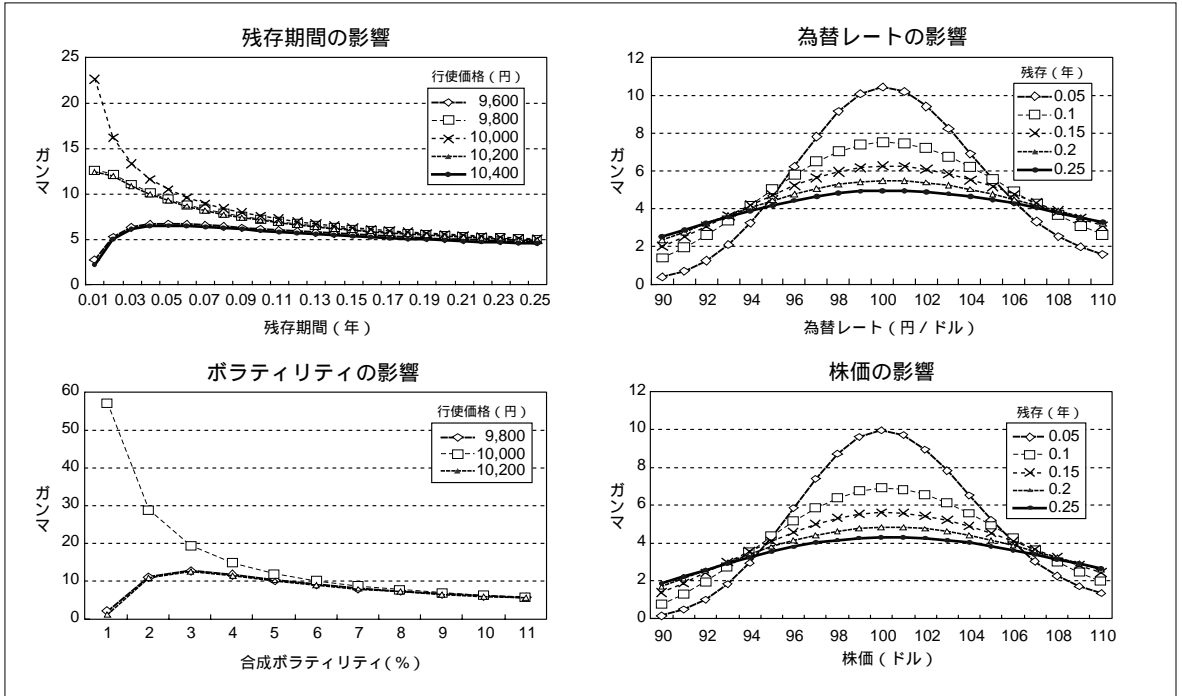 残存期間の影響
25
20
15
10
5
0
ガンマ
行使価格（円）
9,600
9,800
10,000
10,200
10,400
0.01 0.03 0.05 0.07 0.09 0.11 0.13 0.15 0.17 0.19 0.21 0.23 0.25
残存期間（年）
為替レートの影響
12
10
8
6
4
2
0
ガンマ
残存（年）
0.05
0.1
0.15
0.2
0.25
90 92 94 96 98 100 102 104 106 108 110
為替レート（円／ドル）
ボラティリティの影響
60
50
40
30
20
10
0
ガンマ
行使価格（円）
9,800
10,000
10,200
1 2 3 4 5 6 7 8 9 10 11
合成ボラティリティ（％）
株価の影響
12
10
8
6
4
2
0
ガンマ
残存（年）
0.05
0.1
0.15
0.2
0.25
90 92 94 96 98 100 102 104 106 108 110
株価（ドル）